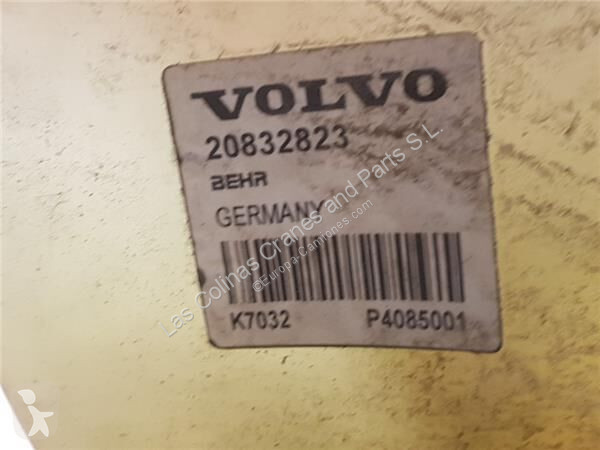 VOLVO
20832823
BEHR
GERMANY
K7032 P4085001
Las Colinas Cranes and Parts S.L.
©Europa-Camiones.com